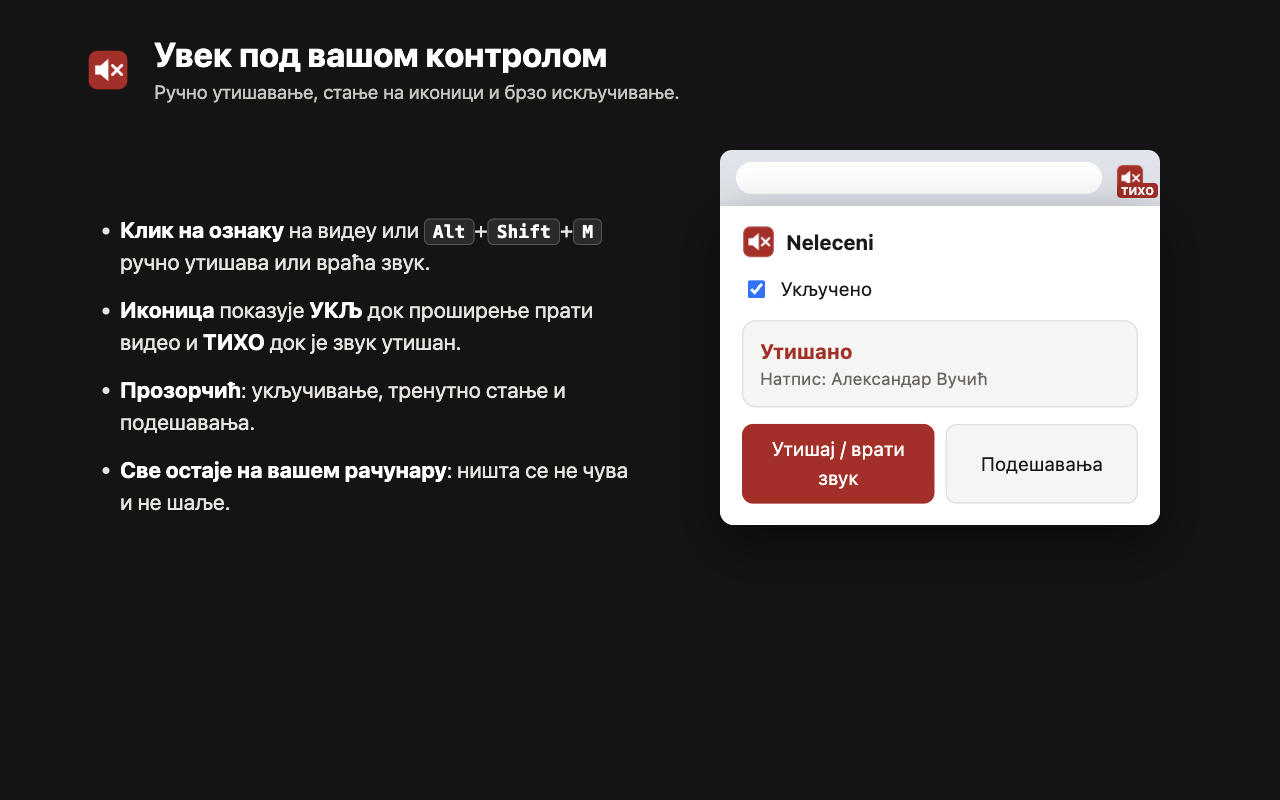 Увек под вашом контролом
Ручно утишавање, стање на иконици и брзо искључивање.
• Клик на ознаку на видеу или Alt+Shift+M
ручно утишава или враћа звук.
• Иконица показује УКЉ док проширење прати
видео и ТИХО док је звук утишан.
• Прозорчић: укључивање, тренутно стање и
подешавања.
• Све остаје на вашем рачунару: ништа се не чува
и не шаље.
ТИХО
Neleceni
Укључено
Утишано
Натпис: Александар Вучић
Утишај / врати
звук
Подешавања